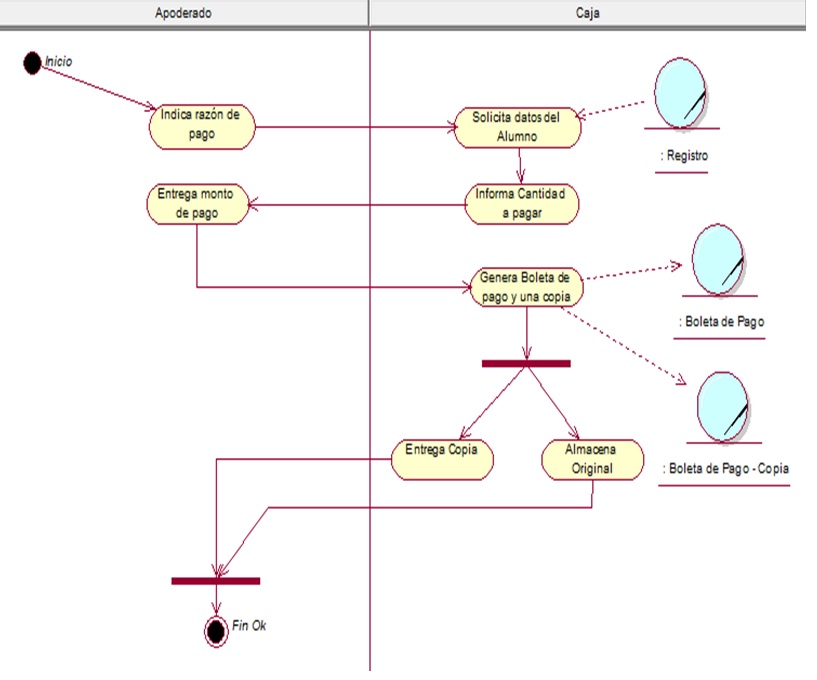 Apoderado
Caja
Inicio
Indica razón de
pago
Solicita datos del
Alumno
: Registro
Entrega monto
de pago
Informa Cantidad
a pagar
Genera Boleta de
pago y una copia
: Boleta de Pago
Entrega Copia
Almacena
Original
: Boleta de Pago - Copia
Fin Ok